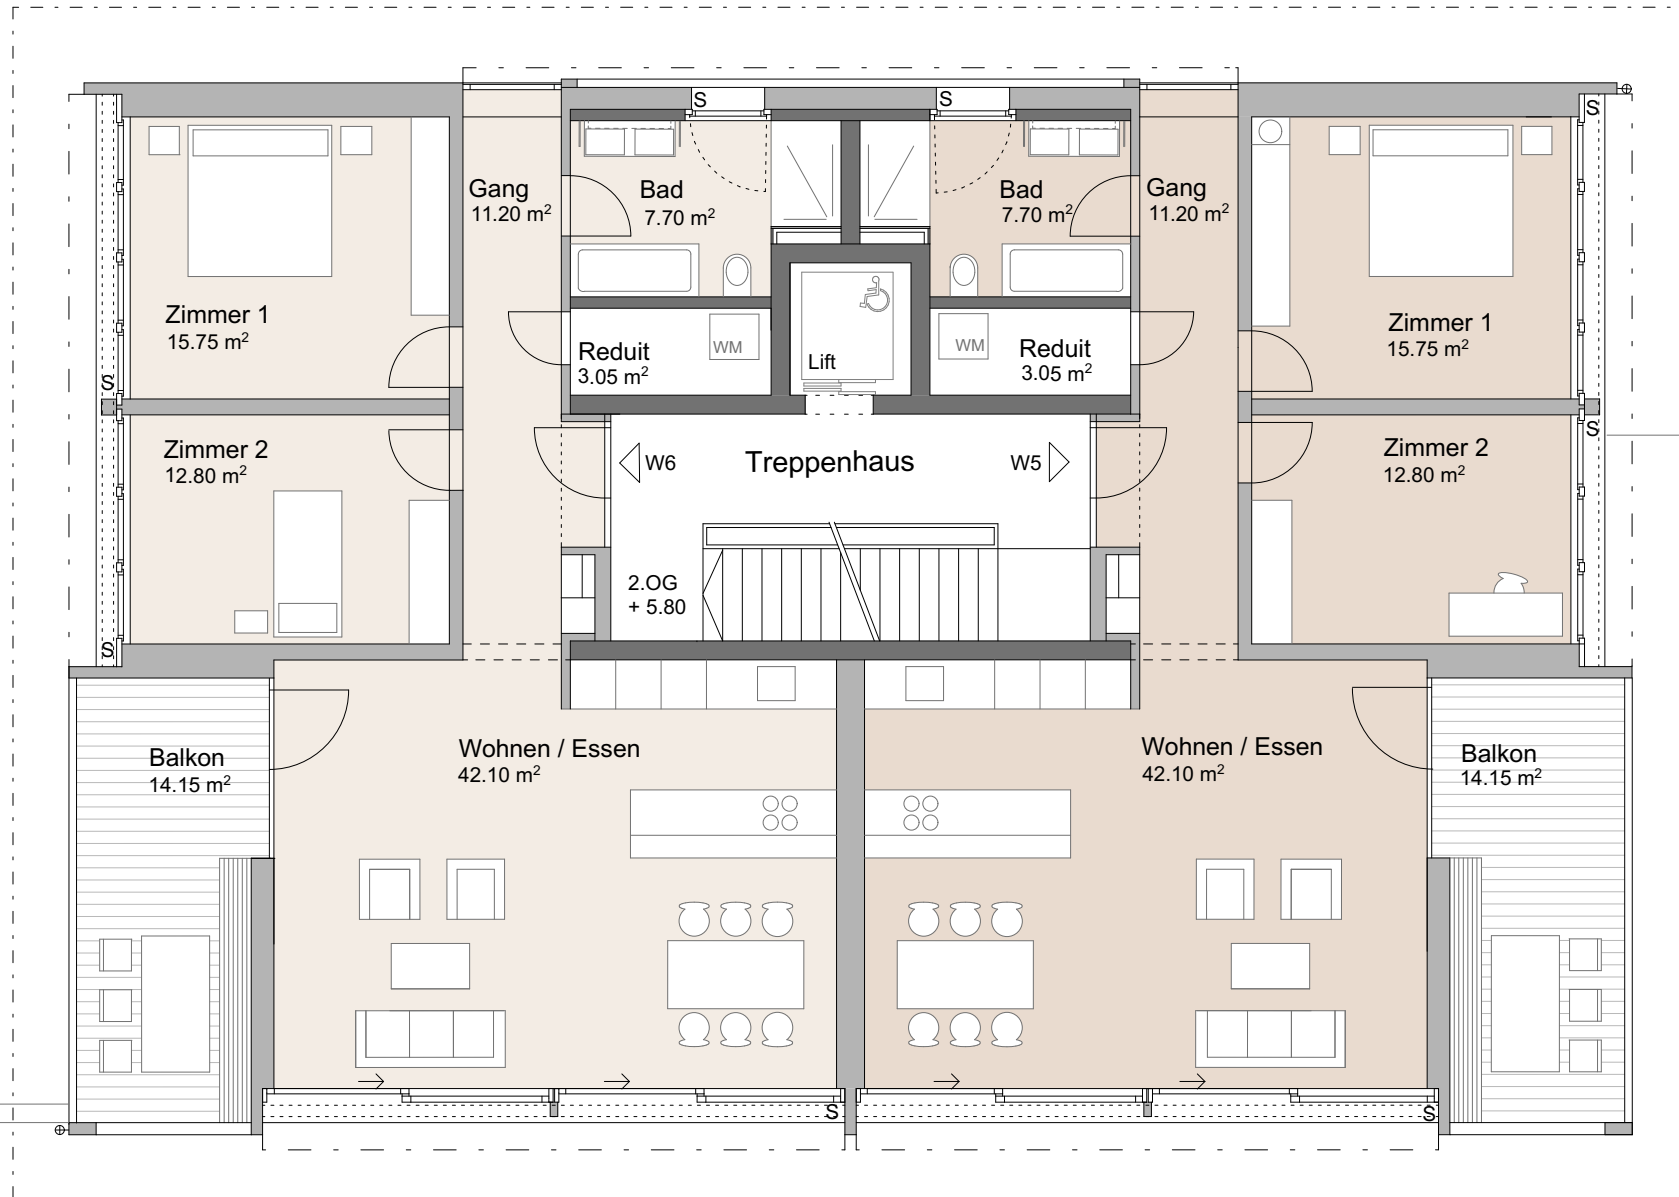 S
S
S
Gang
11.20 m²
Bad
7.70 m²
Bad
7.70 m²
Gang
11.20 m²
Zimmer 1
15.75 m²
Zimmer 1
15.75 m²
Reduit
3.05 m²
WM
Lift
WM
Reduit
3.05 m²
S
S
Zimmer 2
12.80 m²
W6
Treppenhaus
W5
Zimmer 2
12.80 m²
2.OG
+ 5.80
S
Balkon
14.15 m²
Wohnen / Essen
42.10 m²
Wohnen / Essen
42.10 m²
Balkon
14.15 m²
S
S